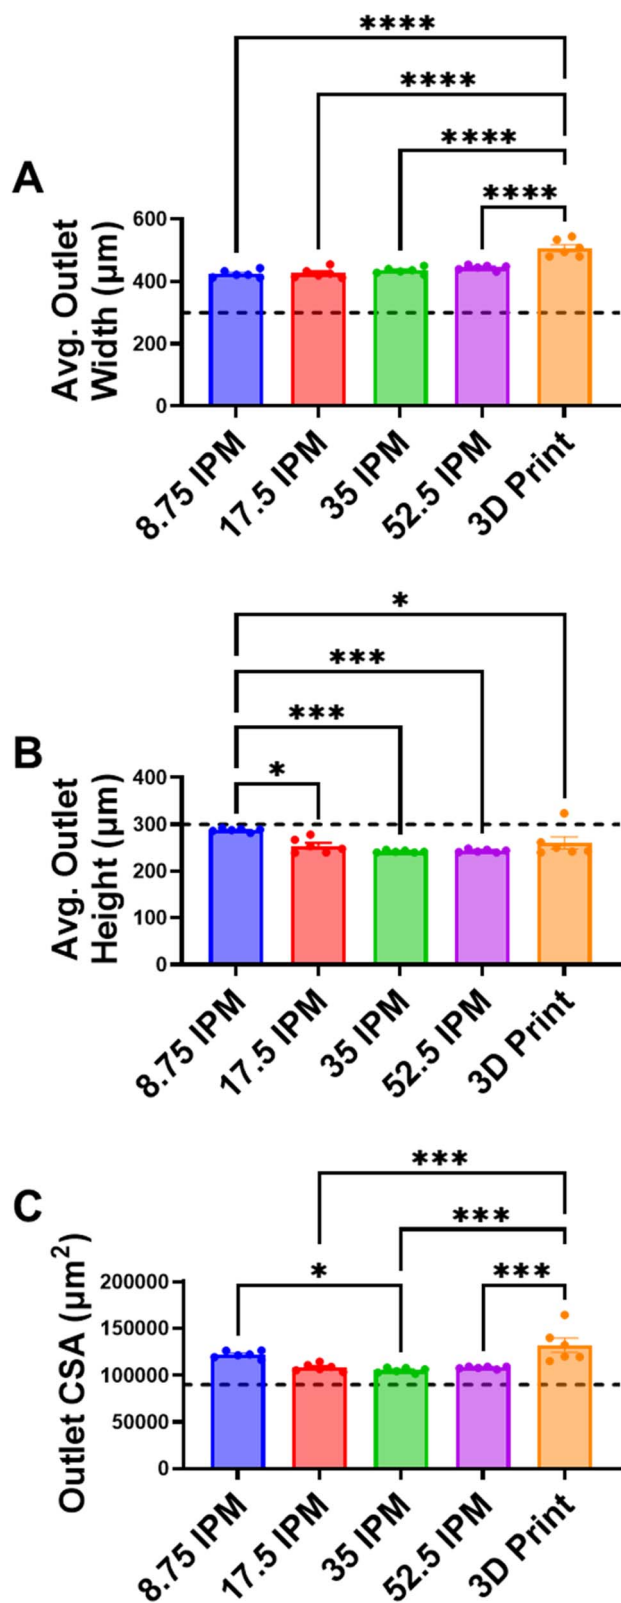 ****
****
****
****
A
Avg. Outlet
Width (µm)
600
400
200
0
8.75 IPM
17.5 IPM
35 IPM
52.5 IPM
3D Print
*
***
***
*
B
Avg. Outlet
Height (µm)
400
300
200
100
0
8.75 IPM
17.5 IPM
35 IPM
52.5 IPM
3D Print
***
***
* ***
C
Outlet CSA (µm²)
200000
150000
100000
50000
0
8.75 IPM
17.5 IPM
35 IPM
52.5 IPM
3D Print